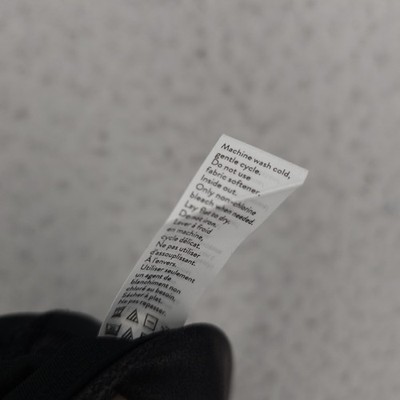 Machine wash cold,
gentle cycle.
Do not use
fabric softener.
Inside out.
Only non-chlorine
bleach when needed.
Lay flat to dry.
Do not iron.
Laver à froid
en machine,
cycle délicat.
Ne pas utiliser
d'assouplissant.
À l'envers.
Utiliser seulement
un agent de
blanchiment non
chloré au besoin.
Sécher à plat.
Pas repasser.